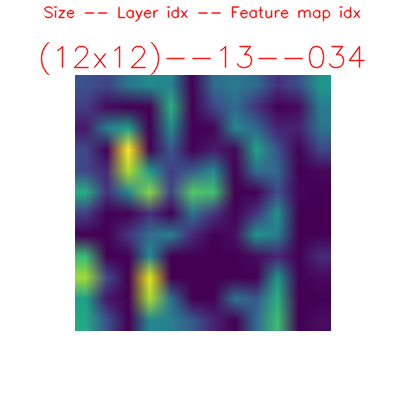 Size -- Layer idx -- Feature map idx
(12x12)--13--034